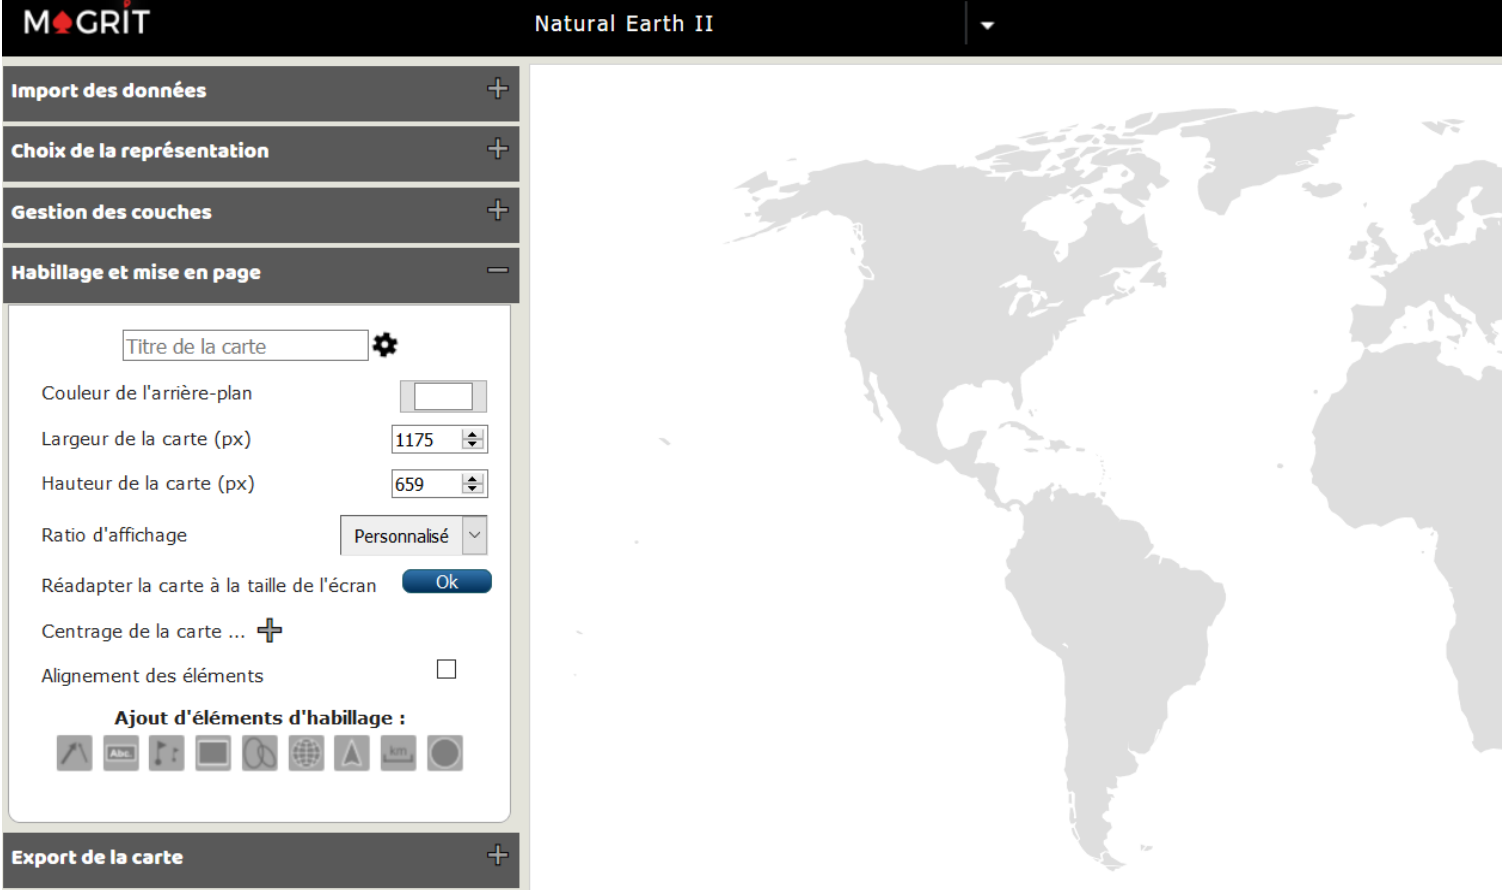 MAGRIT
Natural Earth II
Import des données
Choix de la représentation
Gestion des couches
Habillage et mise en page
Titre de la carte
Couleur de l'arrière-plan
Largeur de la carte (px) 1175
Hauteur de la carte (px) 659
Ratio d'affichage Personnalisé
Réadapter la carte à la taille de l'écran Ok
Centrage de la carte ...
Alignement des éléments
Ajout d'éléments d'habillage :
Abc. km
Export de la carte